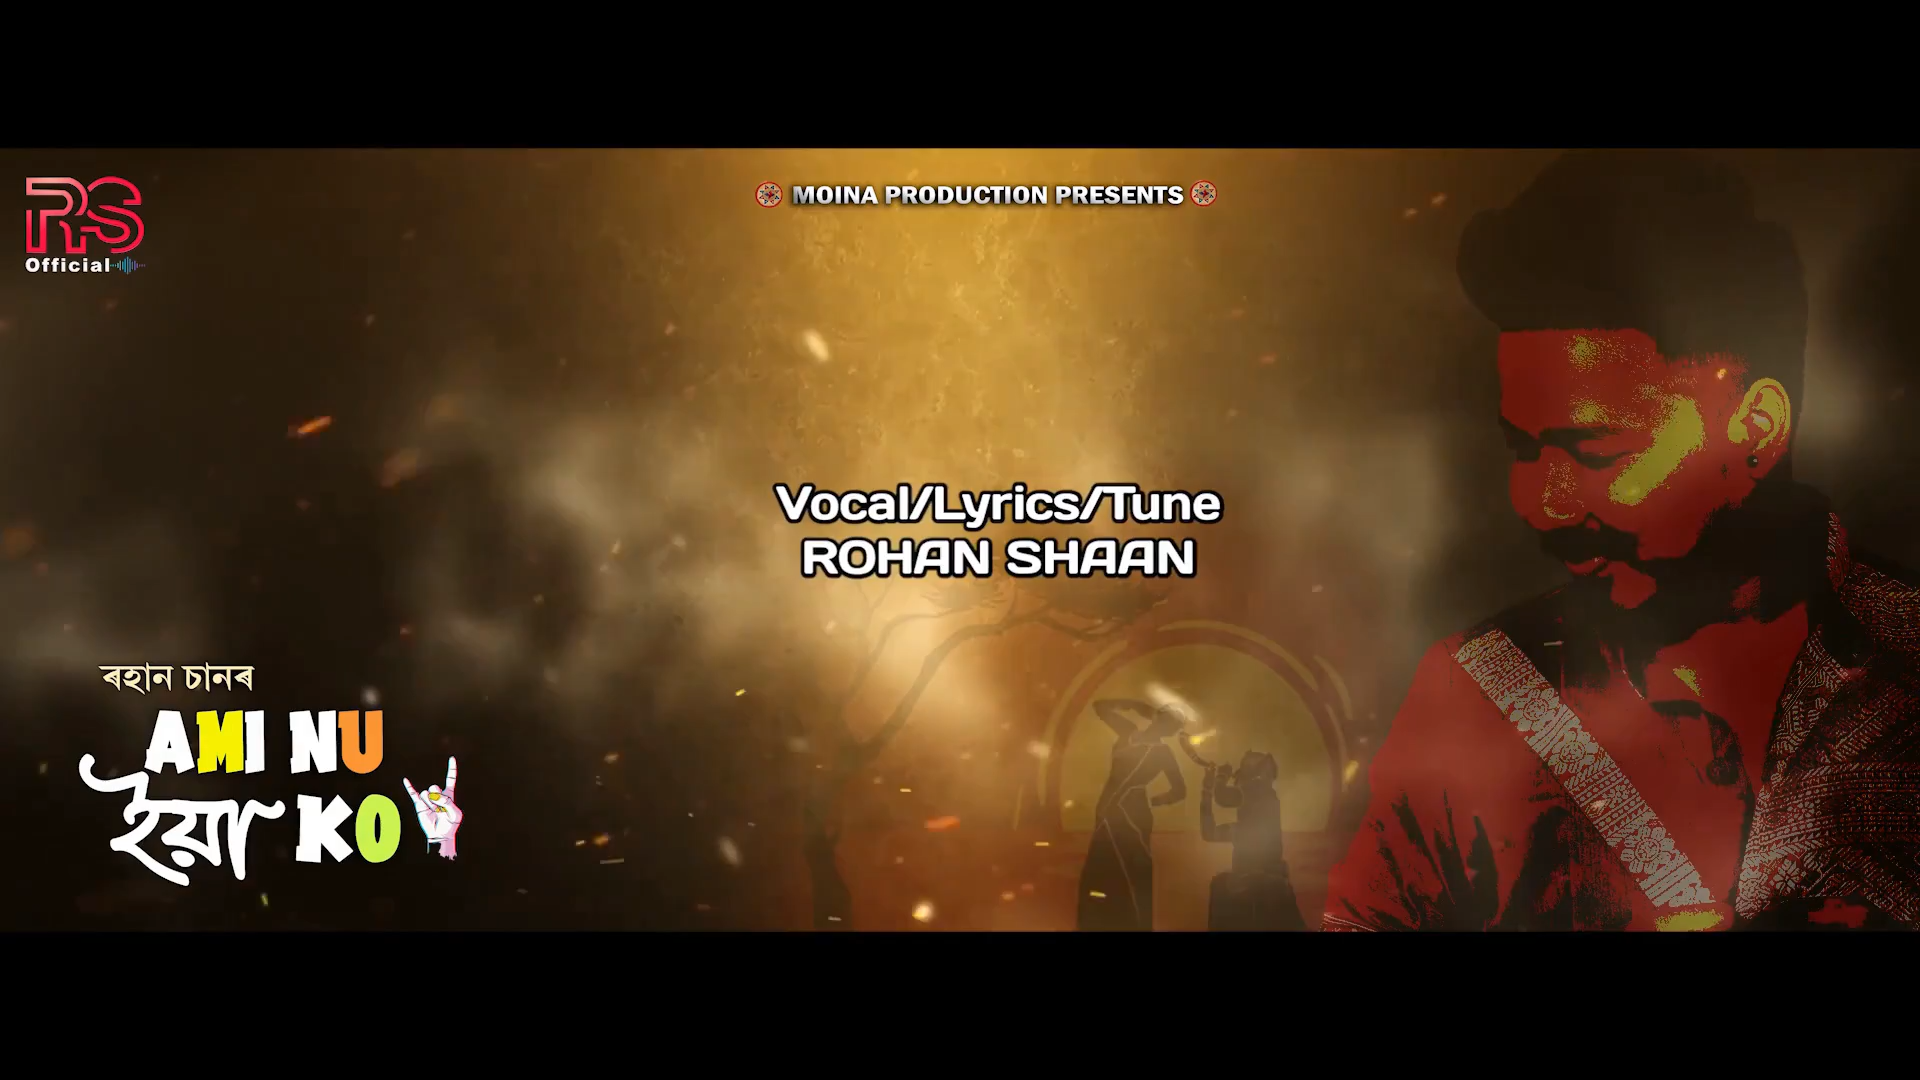 RS
Official
MOINA PRODUCTION PRESENTS
Vocal/Lyrics/Tune
ROHAN SHAAN
ৰহান চানৰ
AMI NU
ইয়া KO